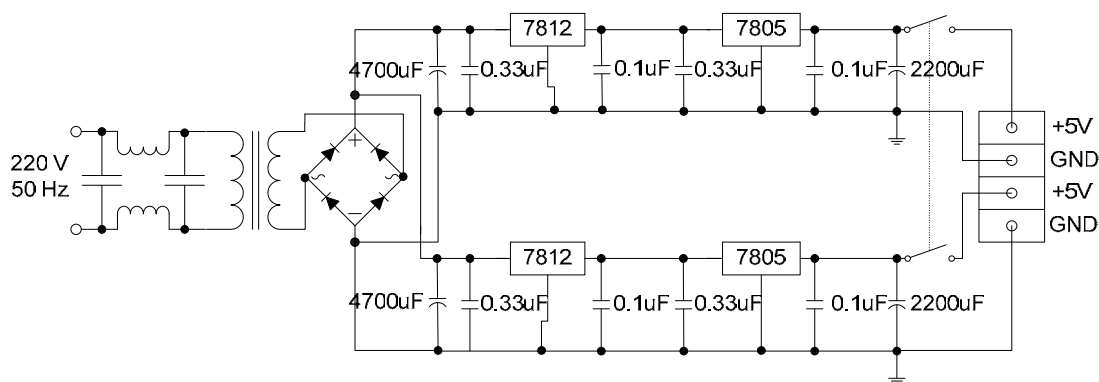 7812
7805
4700uF
0.33uF
0.1uF
0.33uF
0.1uF
2200uF
220 V
50 Hz
+
−
+5V
GND
+5V
GND
7812
7805
4700uF
0.33uF
0.1uF
0.33uF
0.1uF
2200uF